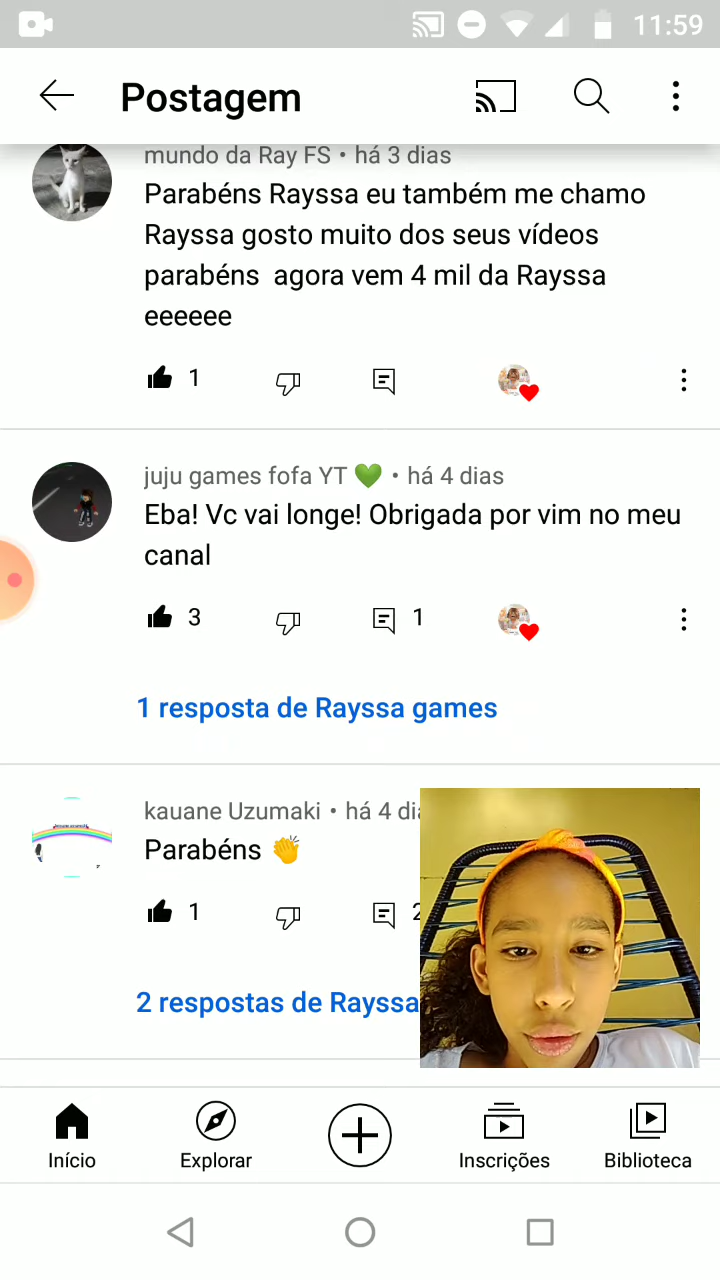 11:59
Postagem
mundo da Ray FS • há 3 dias
Parabéns Rayssa eu também me chamo
Rayssa gosto muito dos seus vídeos
parabéns  agora vem 4 mil da Rayssa
eeeeee
1
juju games fofa YT 💚 • há 4 dias
Eba! Vc vai longe! Obrigada por vim no meu
canal
3 1
1 resposta de Rayssa games
kauane Uzumaki • há 4
Parabéns 👏
1 2
2 respostas de Rayssa
Início Explorar Inscrições Biblioteca